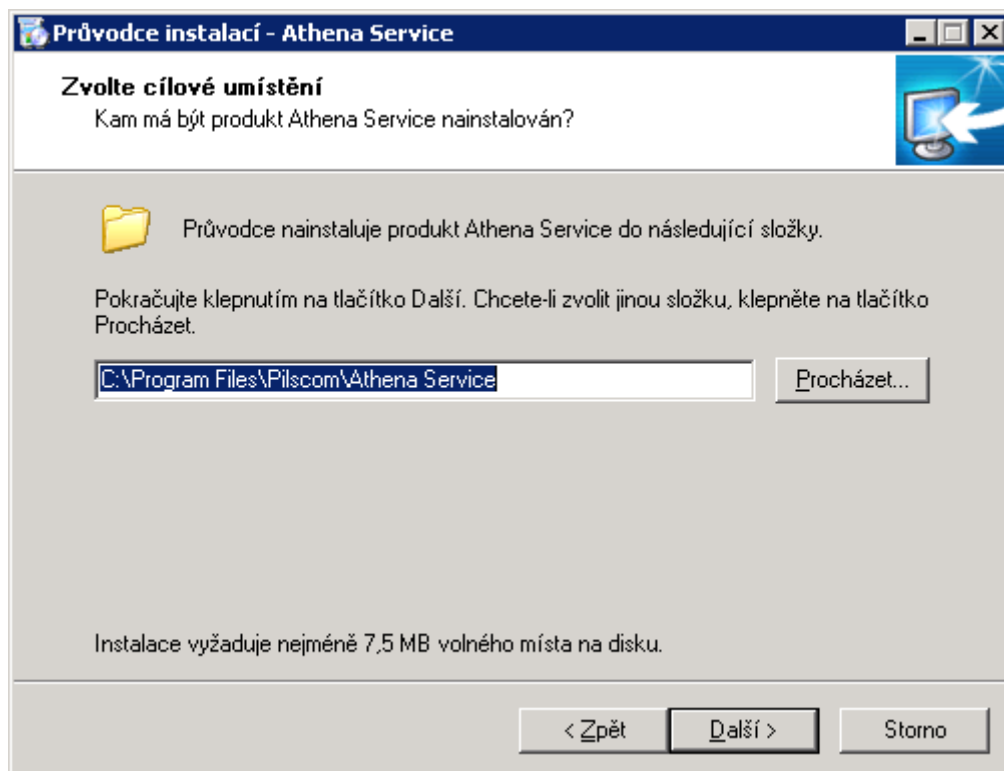 Průvodce instalací - Athena Service
Zvolte cílové umístění
Kam má být produkt Athena Service nainstalován?
Průvodce nainstaluje produkt Athena Service do následující složky.
Pokračujte klepnutím na tlačítko Další. Chcete-li zvolit jinou složku, klepněte na tlačítko
Procházet.
C:\Program Files\Pilscom\Athena Service
Procházet...
Instalace vyžaduje nejméně 7,5 MB volného místa na disku.
< Zpět
Další >
Storno